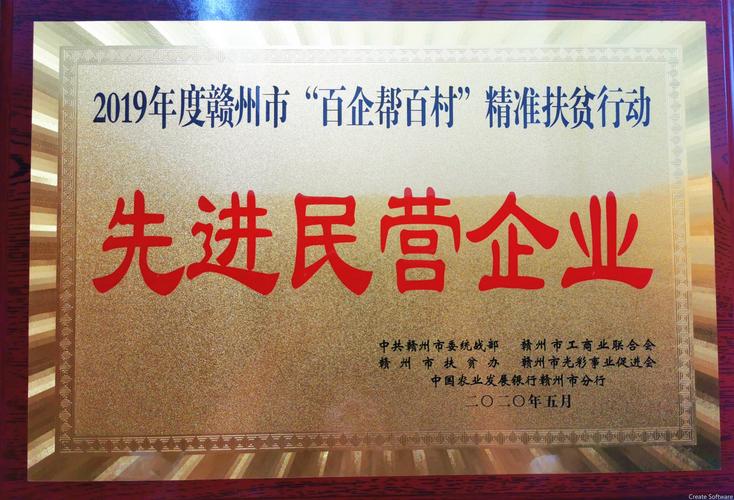 2019年度赣州市“百企帮百村”精准扶贫行动
先进民营企业
中共赣州市委统战部 赣州市工商业联合会
赣州市扶贫办 赣州市光彩事业促进会
中国农业发展银行赣州市分行
二〇二〇年五月
Create Software